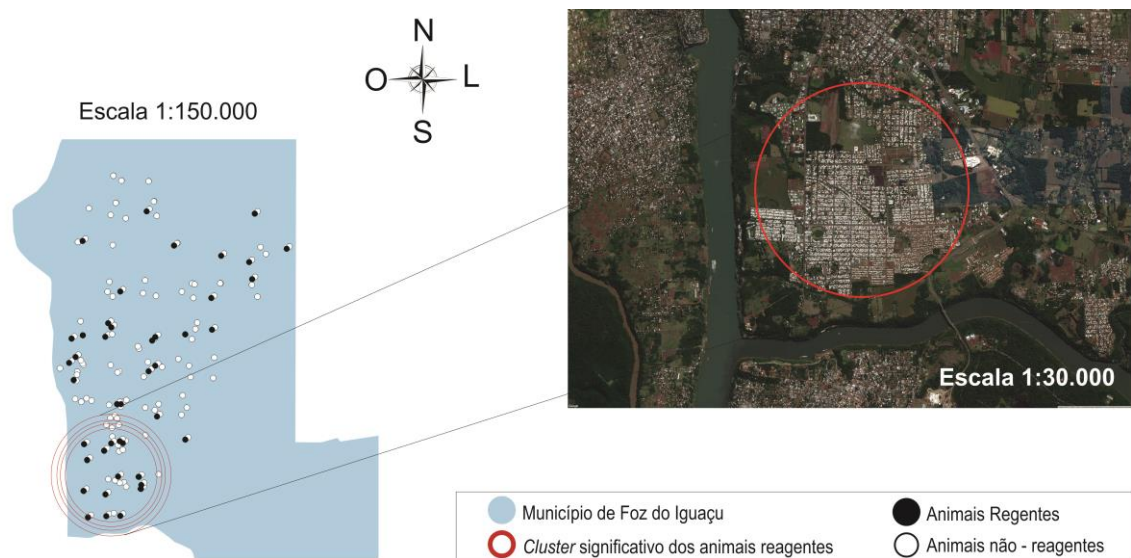 N
O L
S
Escala 1:150.000
Escala 1:30.000
Município de Foz do Iguaçu
Animais Regentes
Cluster significativo dos animais reagentes
Animais não - reagentes